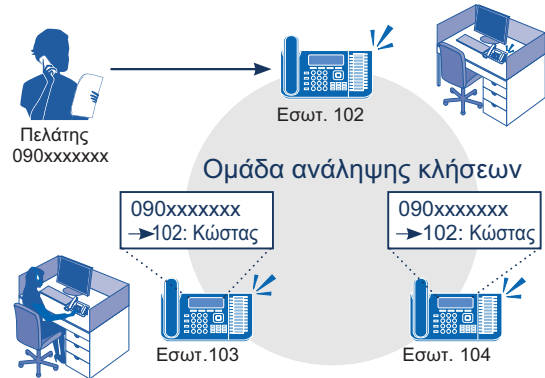 Πελάτης
090xxxxxxx
Εσωτ. 102
Ομάδα ανάληψης κλήσεων
090xxxxxxx
→102: Κώστας
090xxxxxxx
→102: Κώστας
Εσωτ.103
Εσωτ. 104